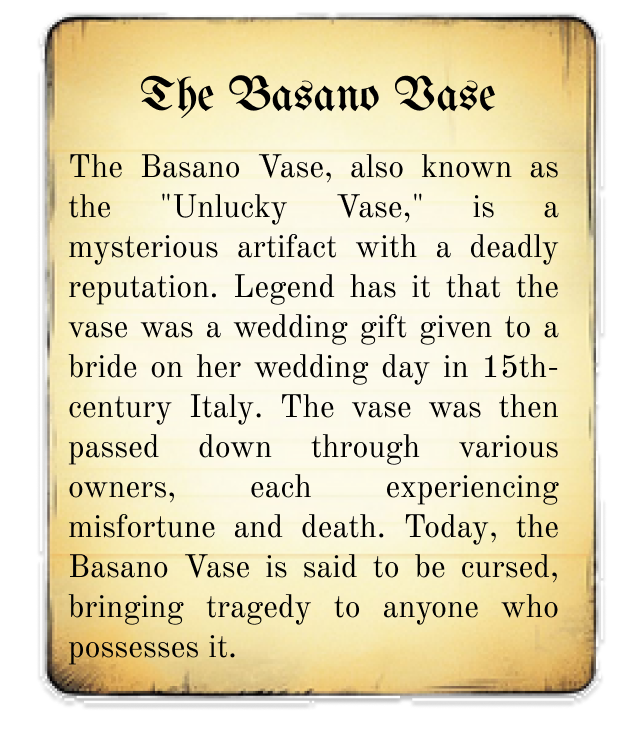 The Basano Vase
The Basano Vase, also known as
the "Unlucky Vase," is a
mysterious artifact with a deadly
reputation. Legend has it that the
vase was a wedding gift given to a
bride on her wedding day in 15th-
century Italy. The vase was then
passed down through various
owners, each experiencing
misfortune and death. Today, the
Basano Vase is said to be cursed,
bringing tragedy to anyone who
possesses it.